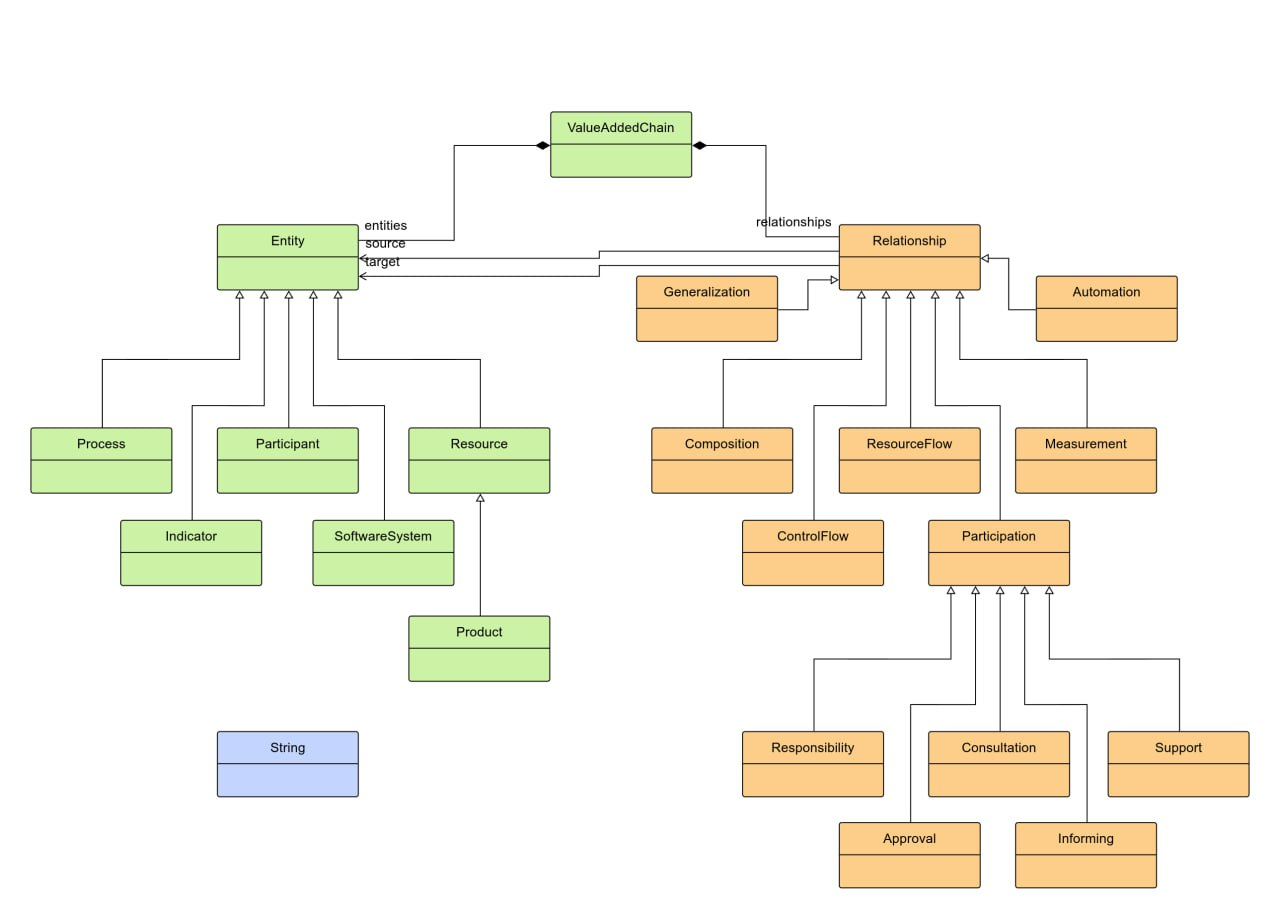 ValueAddedChain
entities
relationships
Entity
source
Relationship
target
Generalization
Automation
Process
Participant
Resource
Composition
ResourceFlow
Measurement
Indicator
SoftwareSystem
ControlFlow
Participation
Product
String
Responsibility
Consultation
Support
Approval
Informing